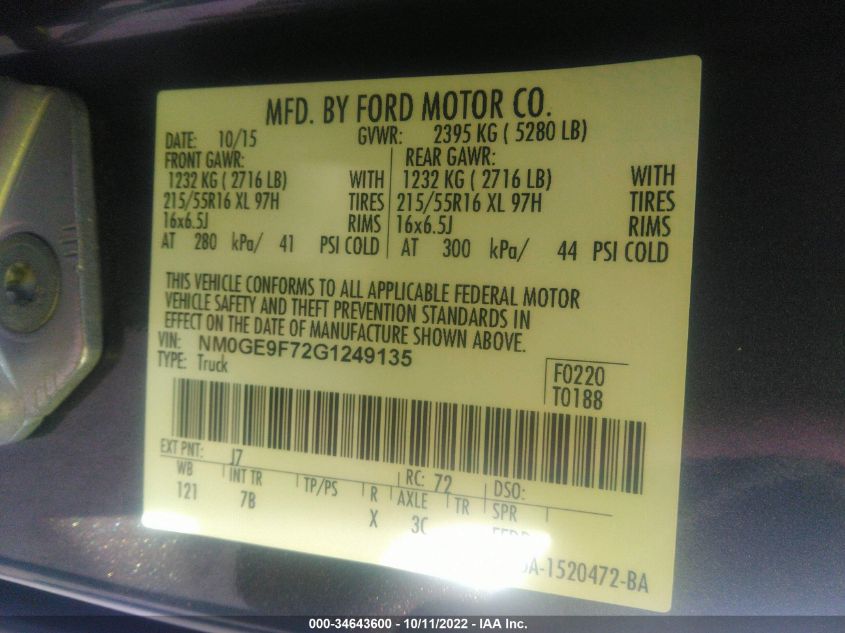 MFD. BY FORD MOTOR CO.
DATE: 10/15 GVWR: 2395 KG ( 5280 LB)
FRONT GAWR: REAR GAWR:
1232 KG ( 2716 LB) WITH 1232 KG ( 2716 LB) WITH
215/55R16 XL 97H TIRES 215/55R16 XL 97H TIRES
16x6.5J RIMS 16x6.5J RIMS
AT 280 kPa/ 41 PSI COLD AT 300 kPa/ 44 PSI COLD
THIS VEHICLE CONFORMS TO ALL APPLICABLE FEDERAL MOTOR
VEHICLE SAFETY AND THEFT PREVENTION STANDARDS IN
EFFECT ON THE DATE OF MANUFACTURE SHOWN ABOVE.
VIN: NM0GE9F72G1249135
TYPE: Truck
F0220
T0188
EXT PNT: J7 RC: 72 DSO:
WB INT TR TP/PS R AXLE TR SPR
121 7B X 3C
A-1520472-BA
000-34643600 - 10/11/2022 - IAA Inc.